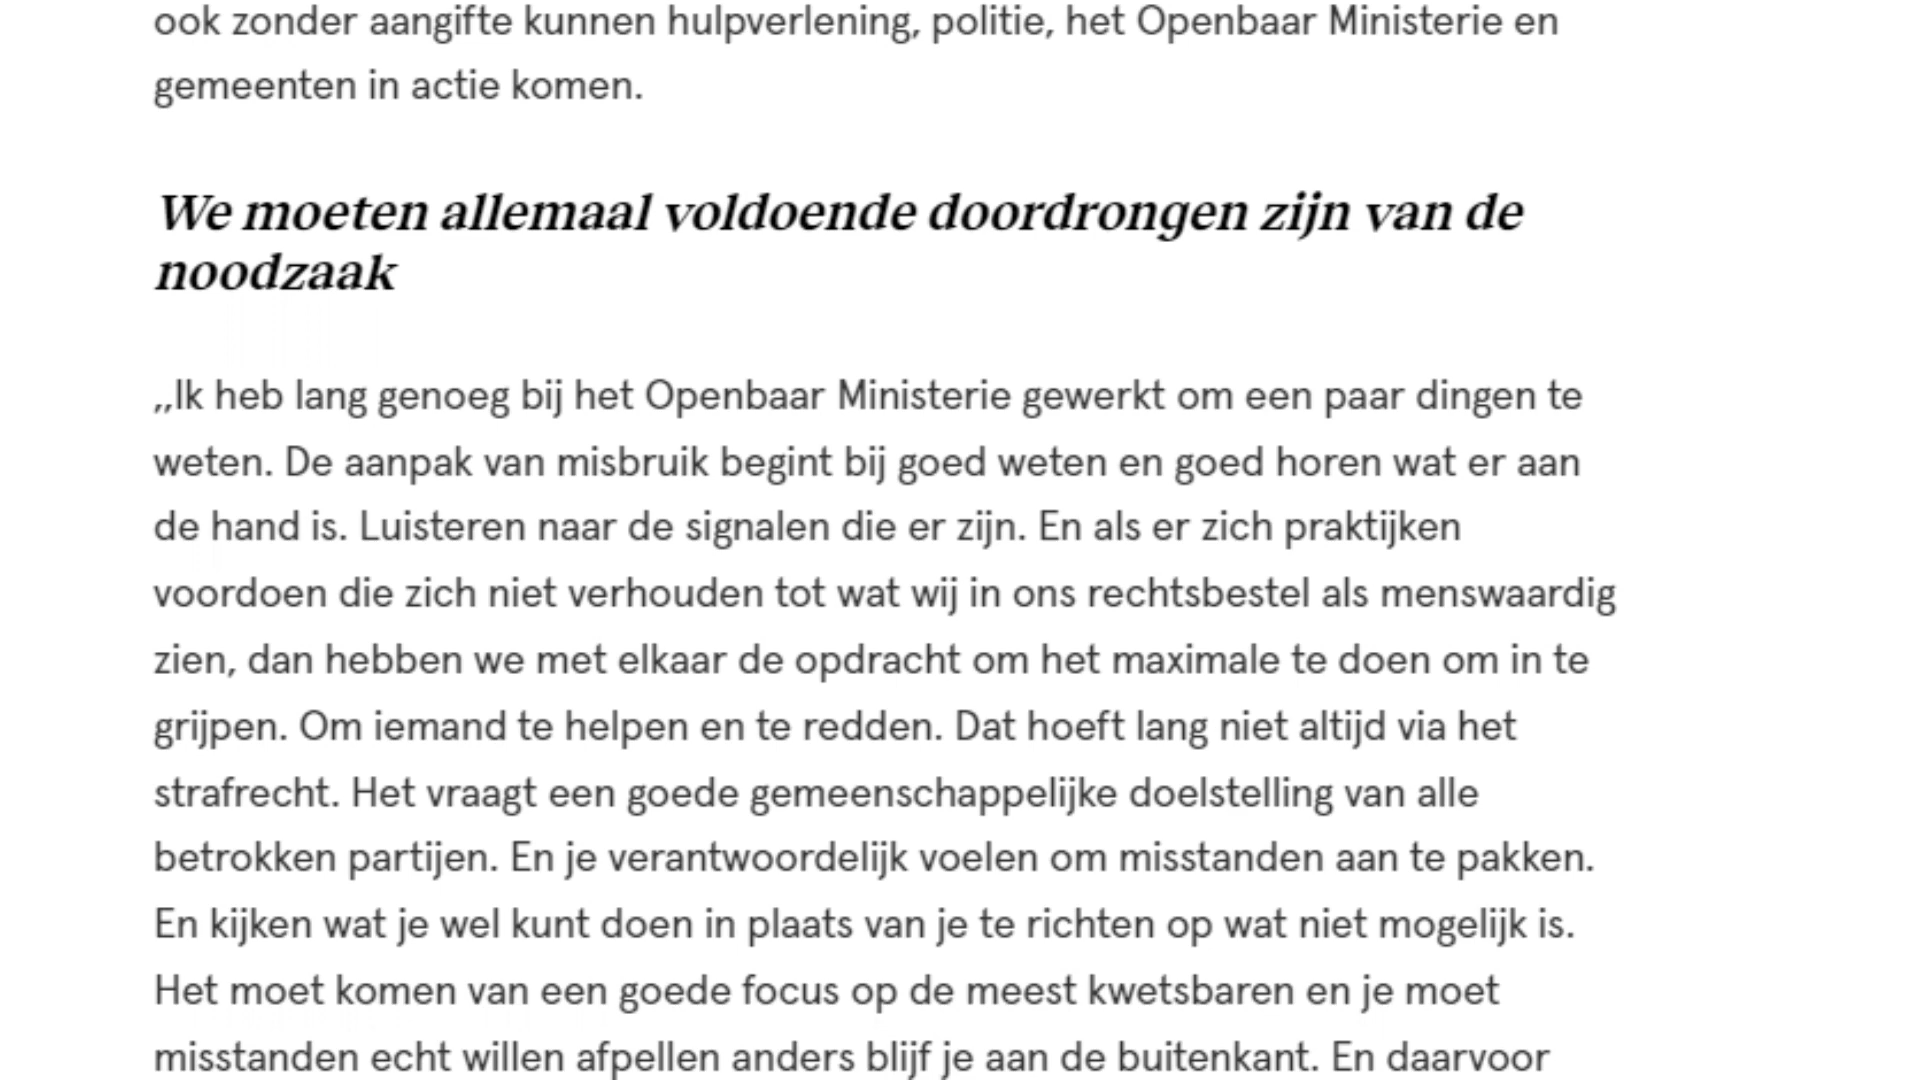 ook zonder aangifte kunnen hulpverlening, politie, het Openbaar Ministerie en
gemeenten in actie komen.
We moeten allemaal voldoende doordrongen zijn van de
noodzaak
,,Ik heb lang genoeg bij het Openbaar Ministerie gewerkt om een paar dingen te
weten. De aanpak van misbruik begint bij goed weten en goed horen wat er aan
de hand is. Luisteren naar de signalen die er zijn. En als er zich praktijken
voordoen die zich niet verhouden tot wat wij in ons rechtsbestel als menswaardig
zien, dan hebben we met elkaar de opdracht om het maximale te doen om in te
grijpen. Om iemand te helpen en te redden. Dat hoeft lang niet altijd via het
strafrecht. Het vraagt een goede gemeenschappelijke doelstelling van alle
betrokken partijen. En je verantwoordelijk voelen om misstanden aan te pakken.
En kijken wat je wel kunt doen in plaats van je te richten op wat niet mogelijk is.
Het moet komen van een goede focus op de meest kwetsbaren en je moet
misstanden echt willen afpellen anders blijf je aan de buitenkant. En daarvoor